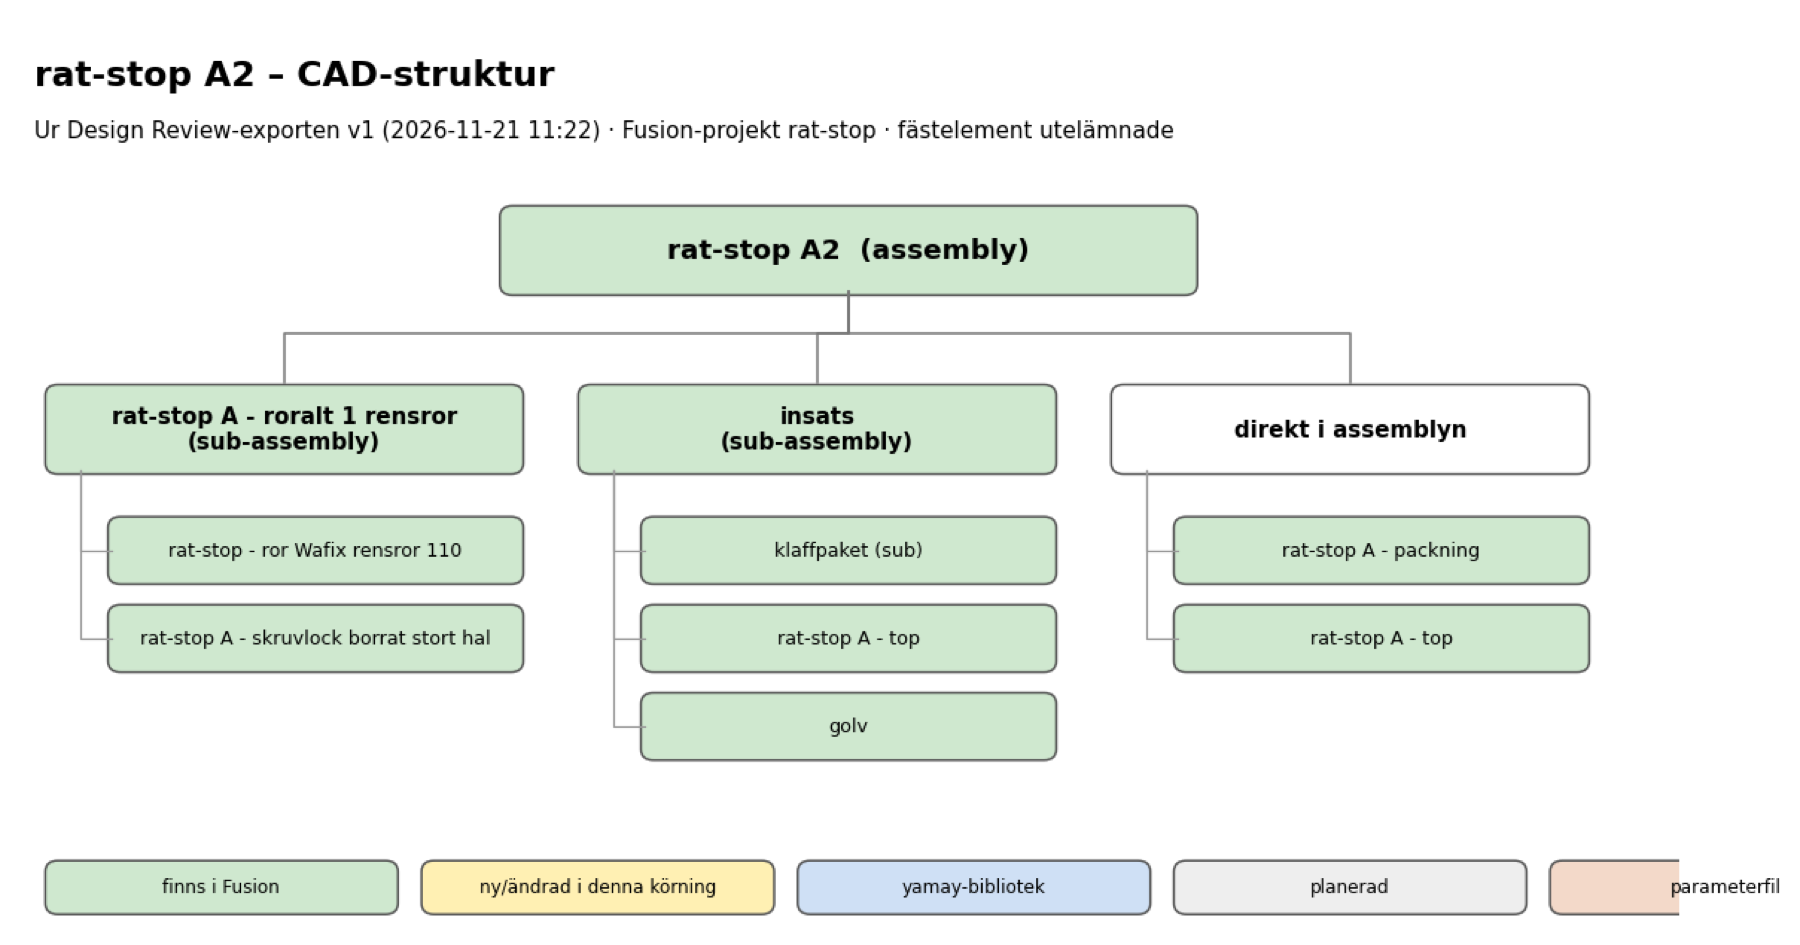 rat-stop A2 – CAD-struktur
Ur Design Review-exporten v1 (2026-11-21 11:22) · Fusion-projekt rat-stop · fästelement utelämnade
rat-stop A2  (assembly)
rat-stop A - roralt 1 rensror
(sub-assembly)
rat-stop - ror Wafix rensror 110
rat-stop A - skruvlock borrat stort hal
insats
(sub-assembly)
klaffpaket (sub)
rat-stop A - top
golv
direkt i assemblyn
rat-stop A - packning
rat-stop A - top
finns i Fusion
ny/ändrad i denna körning
yamay-bibliotek
planerad
parameterfil